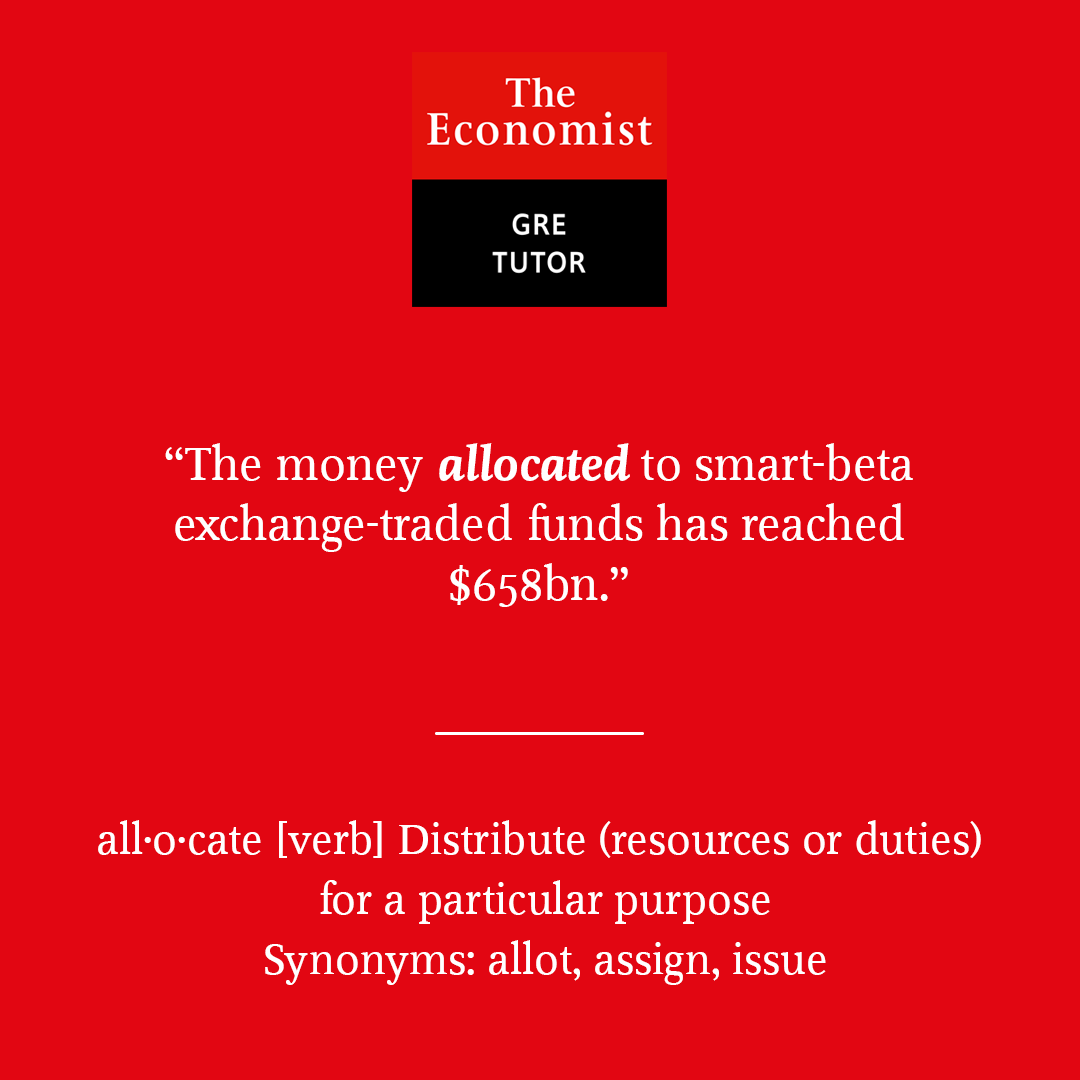 The
Economist
GRE
TUTOR
“The money allocated to smart-beta
exchange-traded funds has reached
$658bn.”
all·o·cate [verb] Distribute (resources or duties)
for a particular purpose
Synonyms: allot, assign, issue